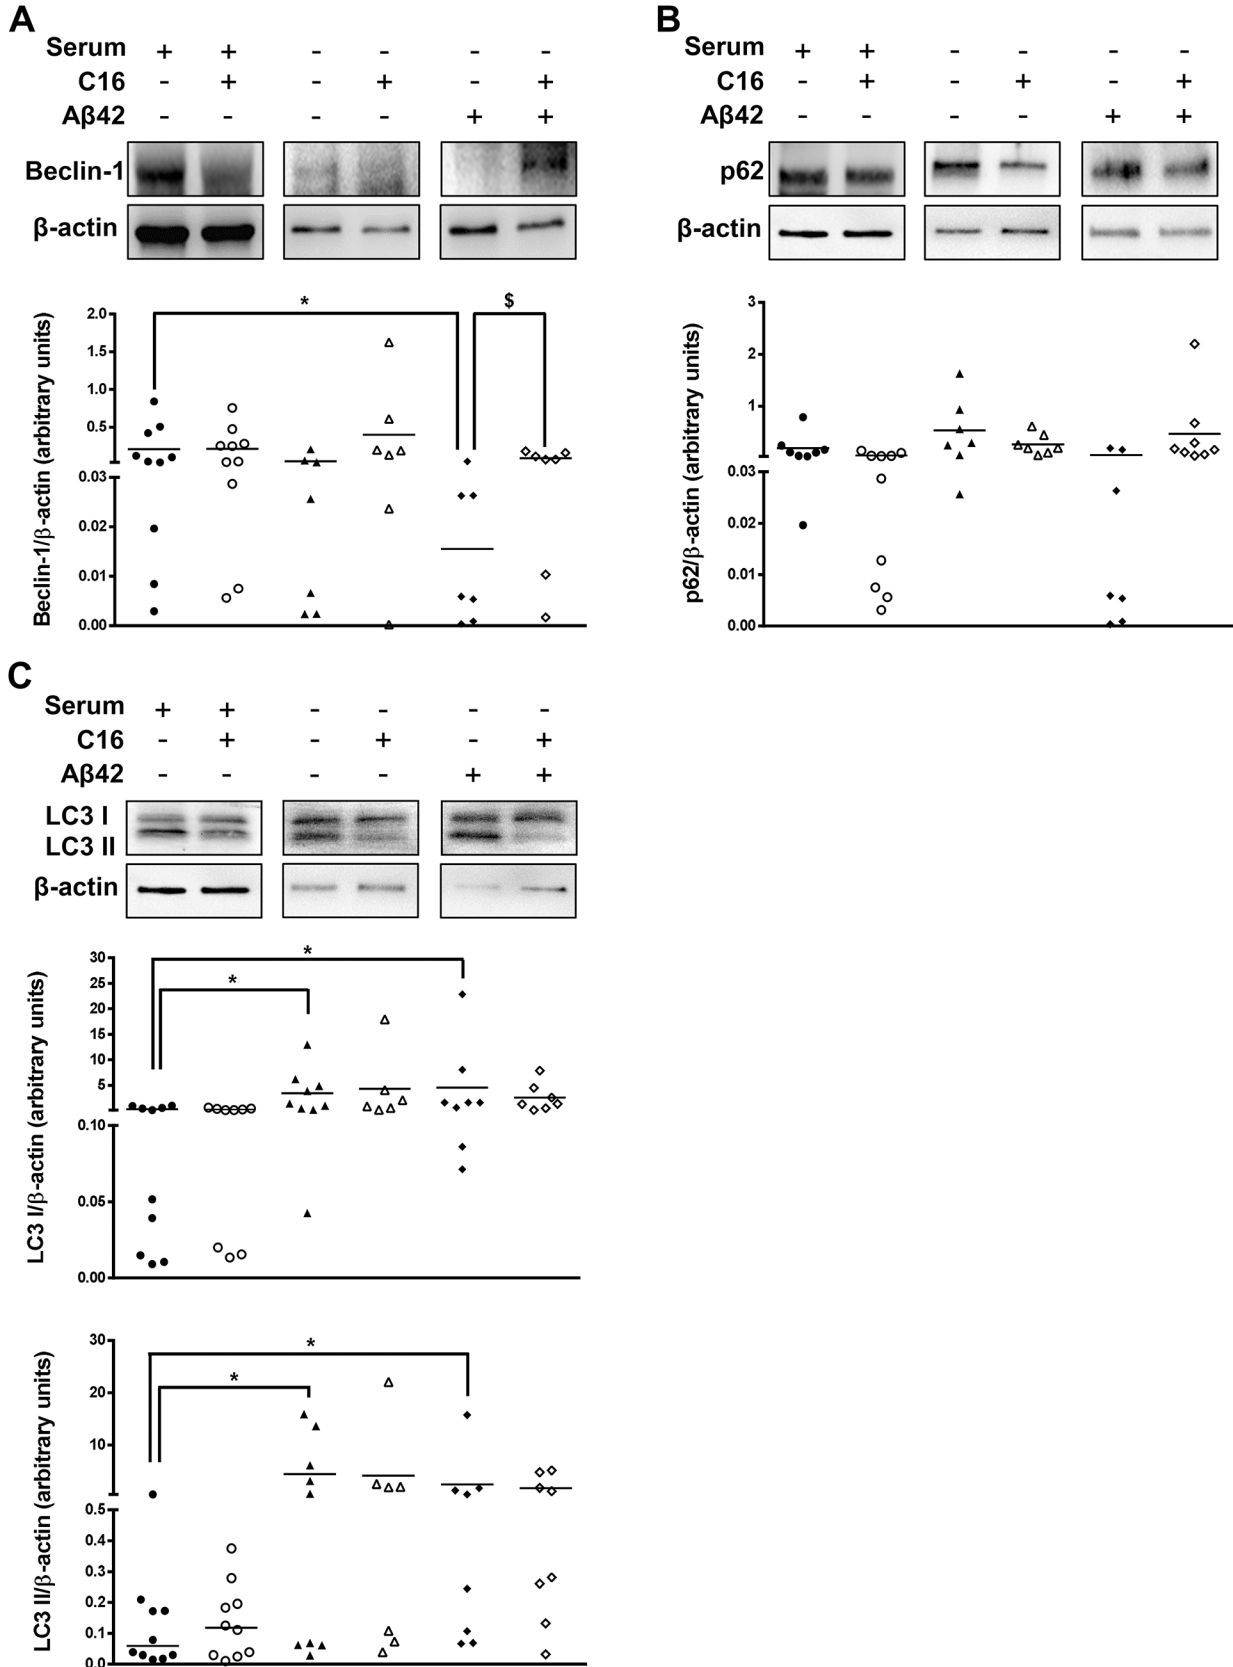 A
Serum + + - - - -
C16 - + - + - +
Aβ42 - - - - + +
Beclin-1
β-actin
* $
2.0
1.5
1.0
0.5
0.03
0.02
0.01
0.00
Beclin-1/β-actin (arbitrary units)
B
Serum + + - - - -
C16 - + - + - +
Aβ42 - - - - + +
p62
β-actin
3
2
1
0.03
0.02
0.01
0.00
p62/β-actin (arbitrary units)
C
Serum + + - - - -
C16 - + - + - +
Aβ42 - - - - + +
LC3 I
LC3 II
β-actin
*
*
30
25
20
15
10
5
0.10
0.05
0.00
LC3 I/β-actin (arbitrary units)
*
*
30
20
10
0.5
0.4
0.3
0.2
0.1
0.0
LC3 II/β-actin (arbitrary units)